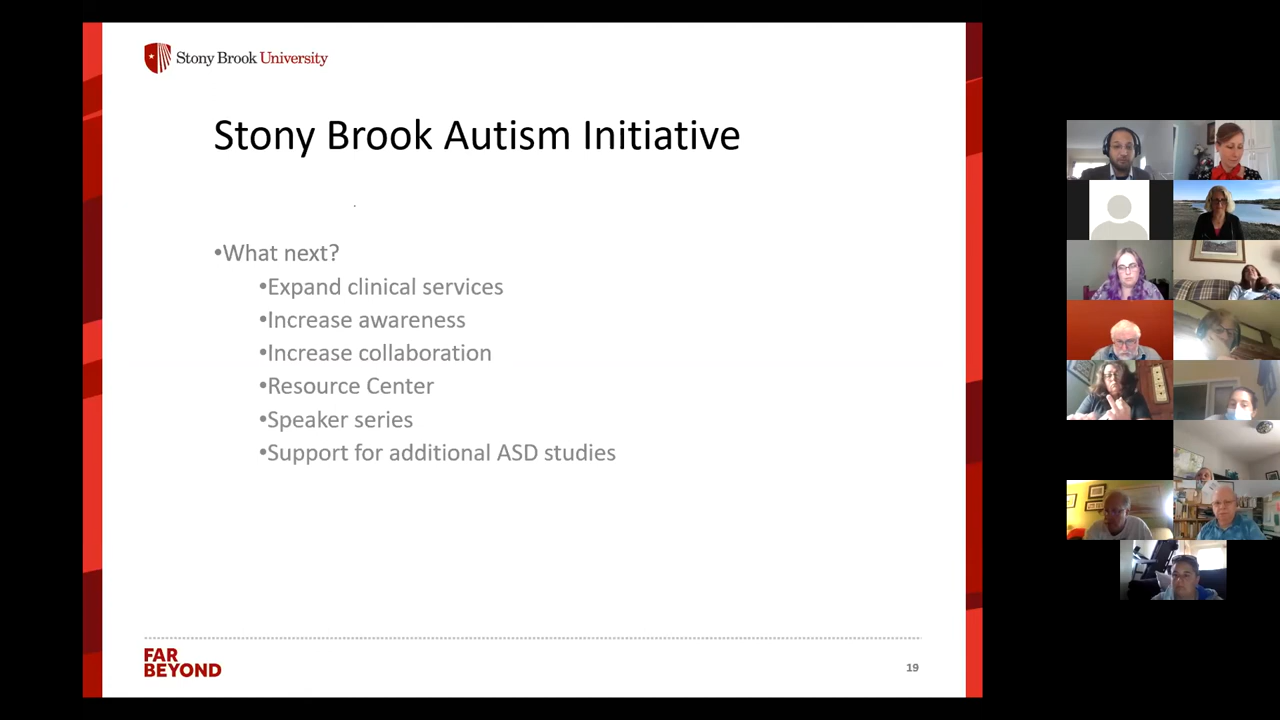 Stony Brook University
Stony Brook Autism Initiative
•What next?
•Expand clinical services
•Increase awareness
•Increase collaboration
•Resource Center
•Speaker series
•Support for additional ASD studies
FAR
BEYOND
19